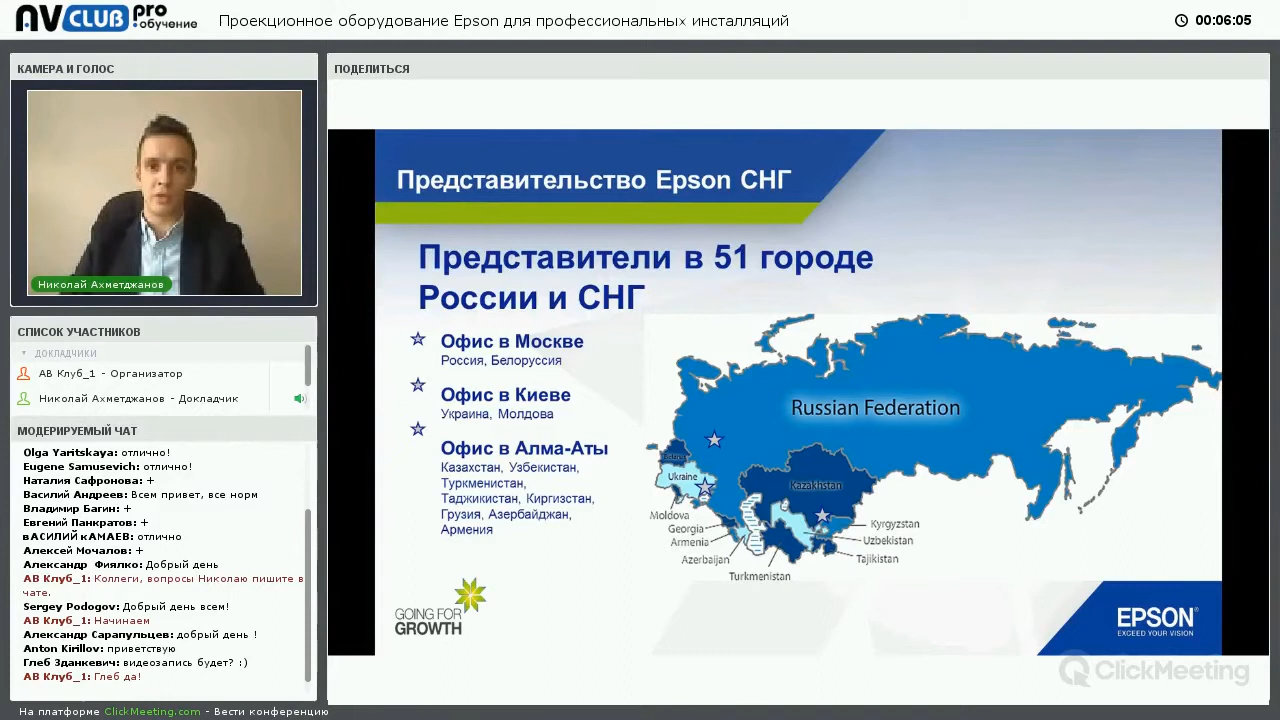 AV CLUB pro :обучение
Проекционное оборудование Epson для профессиональных инсталляций
00:06:05
КАМЕРА И ГОЛОС
Николай Ахметджанов
СПИСОК УЧАСТНИКОВ
ДОКЛАДЧИКИ
АВ Клуб_1 - Организатор
Николай Ахметджанов - Докладчик
МОДЕРИРУЕМЫЙ ЧАТ
Olga Yaritskaya: отлично!
Eugene Samusevich: отлично!
Наталия Сафронова: +
Василий Андреев: Всем привет, все норм
Владимир Багин: +
Евгений Панкратов: +
вАСИЛИЙ кАМАЕВ: отлично
Алексей Мочалов: +
Александр Фиялко: Добрый день
АВ Клуб_1: Коллеги, вопросы Николаю пишите в
чате.
Sergey Podogov: Добрый день всем!
АВ Клуб_1: Начинаем
Александр Сарапульцев: добрый день !
Anton Kirillov: приветствую
Глеб Зданкевич: видеозапись будет? :)
АВ Клуб_1: Глеб да!
На платформе ClickMeeting.com - Вести конференцию
ПОДЕЛИТЬСЯ
Представительство Epson СНГ
Представители в 51 городе
России и СНГ
Офис в Москве
Россия, Белоруссия
Офис в Киеве
Украина, Молдова
Офис в Алма-Аты
Казахстан, Узбекистан,
Туркменистан,
Таджикистан, Киргизстан,
Грузия, Азербайджан,
Армения
Russian Federation
Ukraine
Kazakhstan
Moldova
Georgia
Armenia
Azerbaijan
Turkmenistan
Kyrgyzstan
Uzbekistan
Tajikistan
GOING FOR
GROWTH
EPSON®
EXCEED YOUR VISION
ClickMeeting